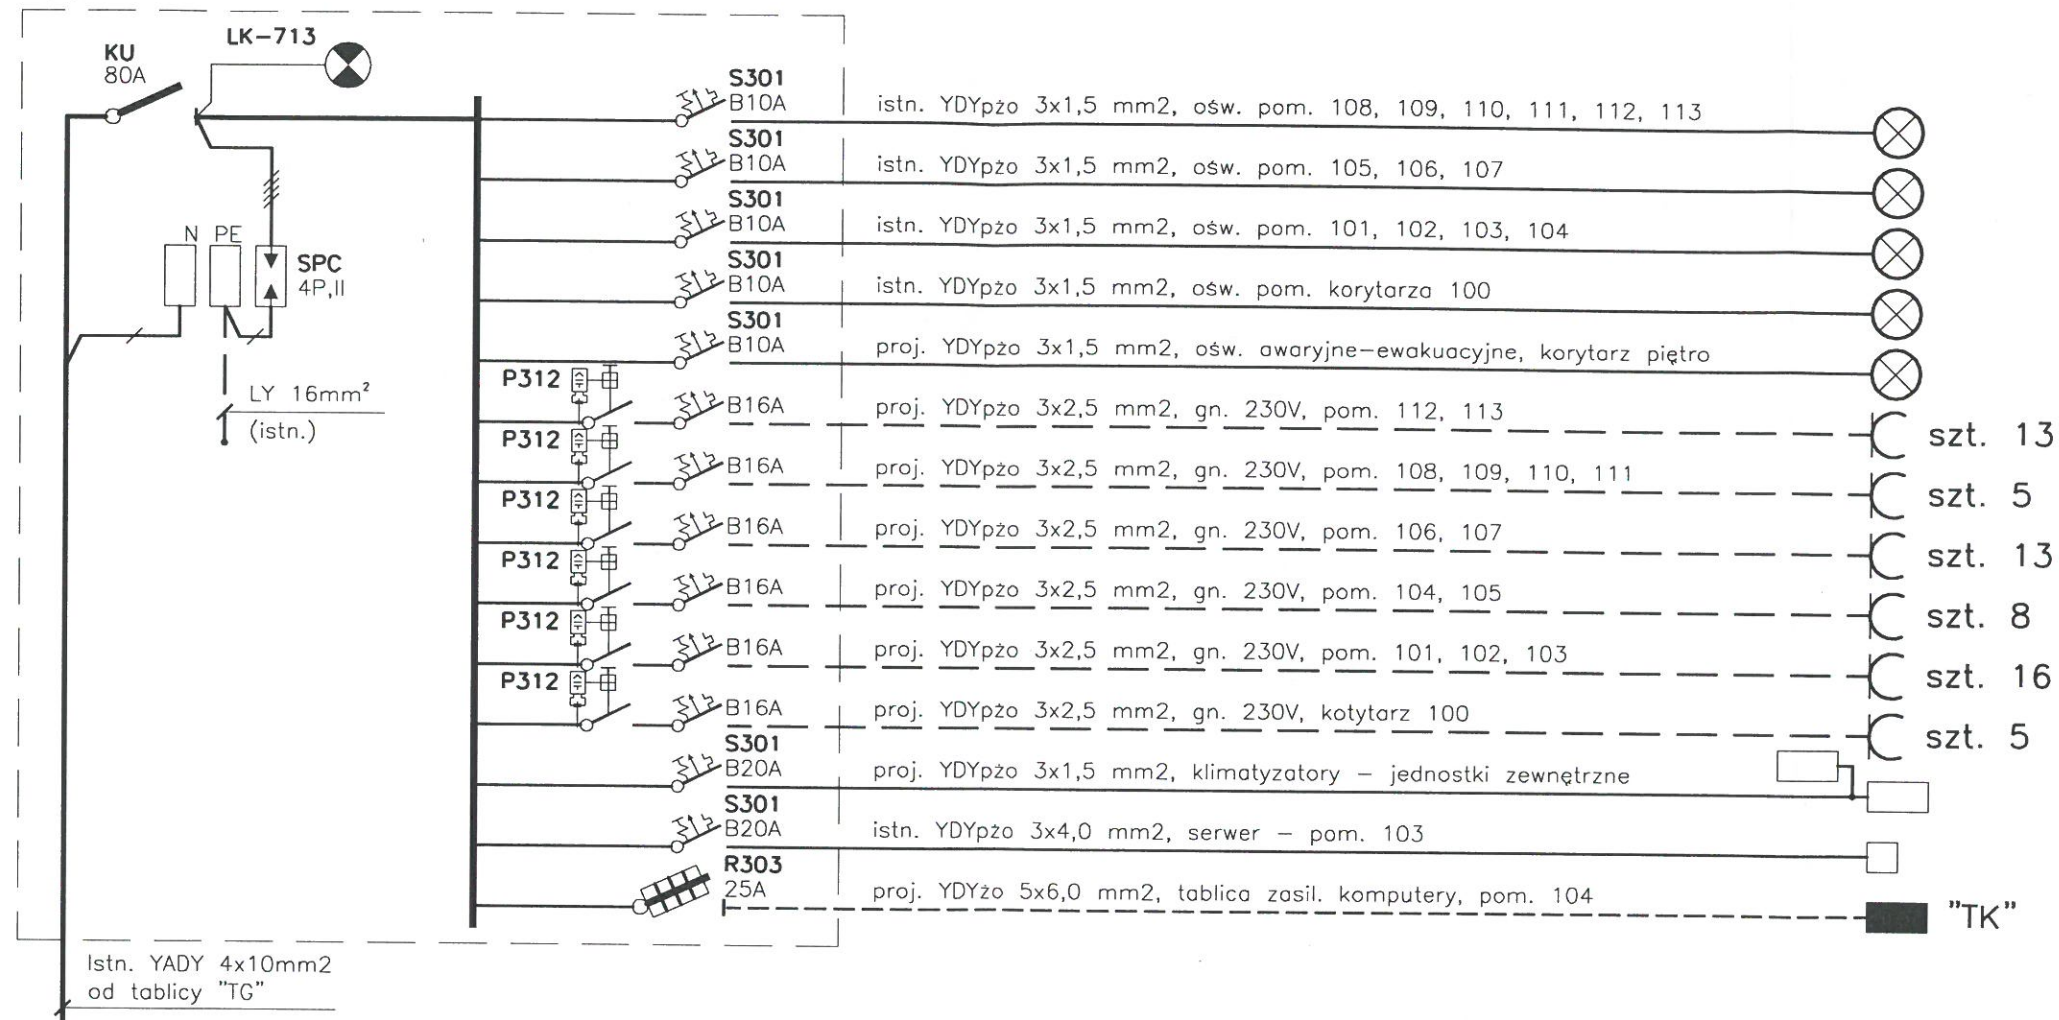 LK-713
KU
80A
N PE
SPC
4P,II
LY 16mm²
(istn.)
S301
B10A istn. YDYpżo 3x1,5 mm2, ośw. pom. 108, 109, 110, 111, 112, 113
S301
B10A istn. YDYpżo 3x1,5 mm2, ośw. pom. 105, 106, 107
S301
B10A istn. YDYpżo 3x1,5 mm2, ośw. pom. 101, 102, 103, 104
S301
B10A istn. YDYpżo 3x1,5 mm2, ośw. pom. korytarza 100
S301
B10A proj. YDYpżo 3x1,5 mm2, ośw. awaryjne-ewakuacyjne, korytarz piętro
P312 B16A proj. YDYpżo 3x2,5 mm2, gn. 230V, pom. 112, 113 szt. 13
P312 B16A proj. YDYpżo 3x2,5 mm2, gn. 230V, pom. 108, 109, 110, 111 szt. 5
P312 B16A proj. YDYpżo 3x2,5 mm2, gn. 230V, pom. 106, 107 szt. 13
P312 B16A proj. YDYpżo 3x2,5 mm2, gn. 230V, pom. 104, 105 szt. 8
P312 B16A proj. YDYpżo 3x2,5 mm2, gn. 230V, pom. 101, 102, 103 szt. 16
P312 B16A proj. YDYpżo 3x2,5 mm2, gn. 230V, kotytarz 100 szt. 5
S301
B20A proj. YDYpżo 3x1,5 mm2, klimatyzatory – jednostki zewnętrzne
S301
B20A istn. YDYpżo 3x4,0 mm2, serwer – pom. 103
R303
25A proj. YDYżo 5x6,0 mm2, tablica zasil. komputery, pom. 104 "TK"
Istn. YADY 4x10mm2
od tablicy "TG"